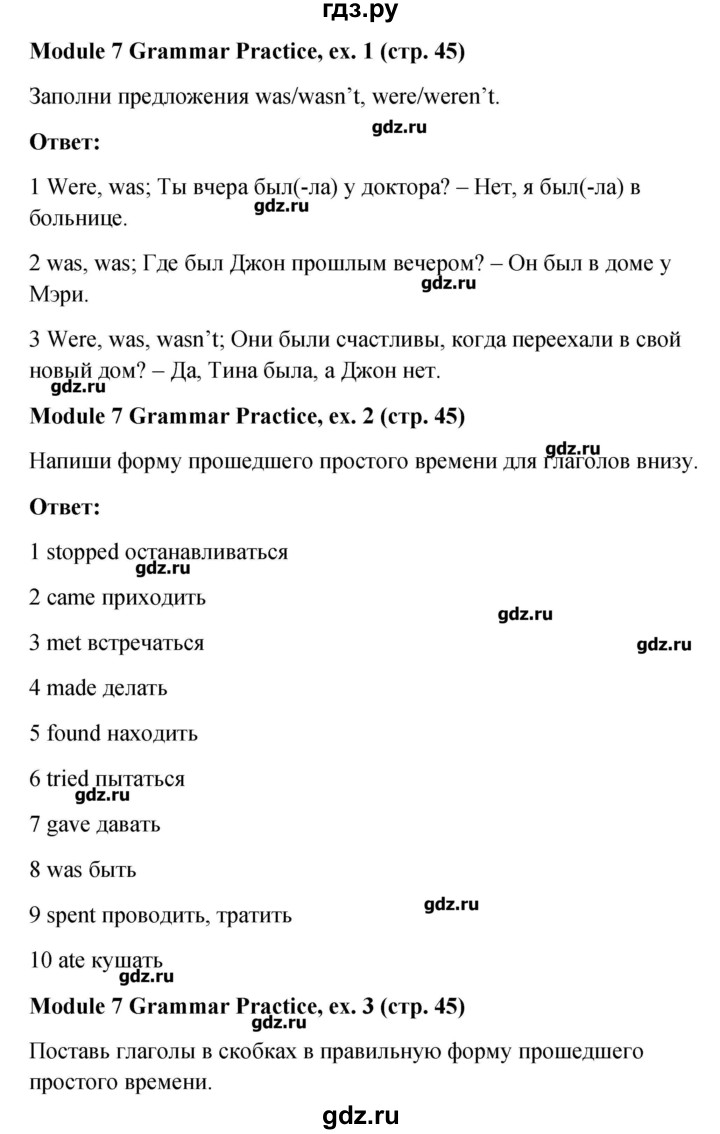 гдз.ру
Module 7 Grammar Practice, ex. 1 (стр. 45)
Заполни предложения was/wasn’t, were/weren’t.
gdz.ru
Ответ:
1 Were, was; Ты вчера был(-ла) у доктора? – Нет, я был(-ла) в
gdz.ru
больнице.
2 was, was; Где был Джон прошлым вечером? – Он был в доме у
gdz.ru
Мэри.
3 Were, was, wasn’t; Они были счастливы, когда переехали в свой
новый дом? – Да, Тина была, а Джон нет.
gdz.ru
Module 7 Grammar Practice, ex. 2 (стр. 45)
gdz.ru
Напиши форму прошедшего простого времени для глаголов внизу.
Ответ:
1 stopped останавливаться
gdz.ru
2 came приходить
gdz.ru
3 met встречаться
gdz.ru
4 made делать
5 found находить
6 tried пытаться
gdz.ru
7 gave давать
8 was быть
gdz.ru
9 spent проводить, тратить
10 ate кушать
gdz.ru
Module 7 Grammar Practice, ex. 3 (стр. 45)
gdz.ru
Поставь глаголы в скобках в правильную форму прошедшего
простого времени.
gdz.ru